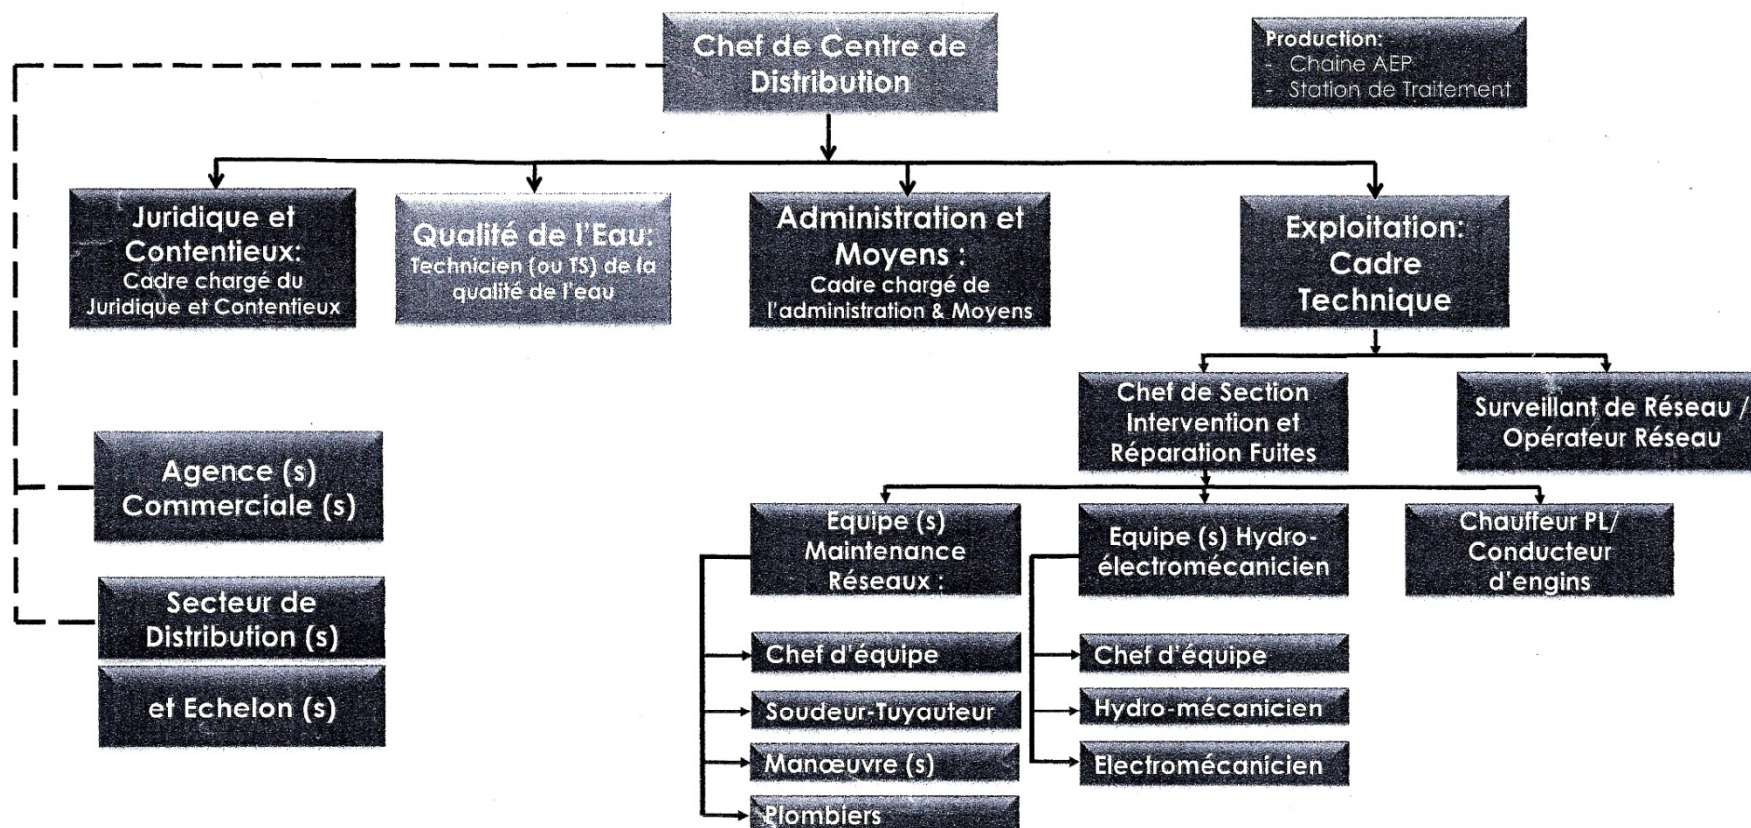 Chef de Centre de
Distribution
Production:
- Chaine AEP
- Station de Traitement
Juridique et
Contentieux:
Cadre chargé du
Juridique et Contentieux
Qualité de l'Eau:
Technicien (ou TS) de la
qualité de l'eau
Administration et
Moyens :
Cadre chargé de
l'administration & Moyens
Exploitation:
Cadre
Technique
Chef de Section
Intervention et
Réparation Fuites
Surveillant de Réseau /
Opérateur Réseau
Agence (s)
Commerciale (s)
Secteur de
Distribution (s)
et Echelon (s)
Equipe (s)
Maintenance
Réseaux :
Equipe (s) Hydro-
électromécanicien
Chauffeur PL/
Conducteur
d'engins
Chef d'équipe
Soudeur-Tuyauteur
Manœuvre (s)
Plombiers
Chef d'équipe
Hydro-mécanicien
Electromécanicien